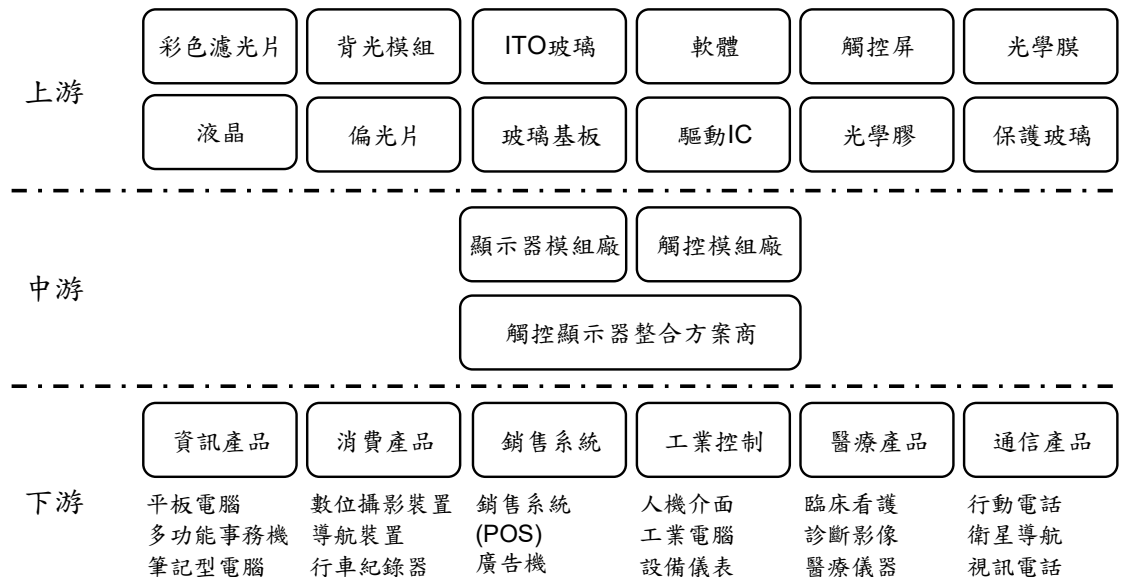 彩色濾光片 背光模組 ITO玻璃 軟體 觸控屏 光學膜
上游
液晶 偏光片 玻璃基板 驅動IC 光學膠 保護玻璃
顯示器模組廠 觸控模組廠
中游
觸控顯示器整合方案商
資訊產品 消費產品 銷售系統 工業控制 醫療產品 通信產品
下游 平板電腦 數位攝影裝置 銷售系統 人機介面 臨床看護 行動電話
多功能事務機 導航裝置 (POS) 工業電腦 診斷影像 衛星導航
筆記型電腦 行車紀錄器 廣告機 設備儀表 醫療儀器 視訊電話